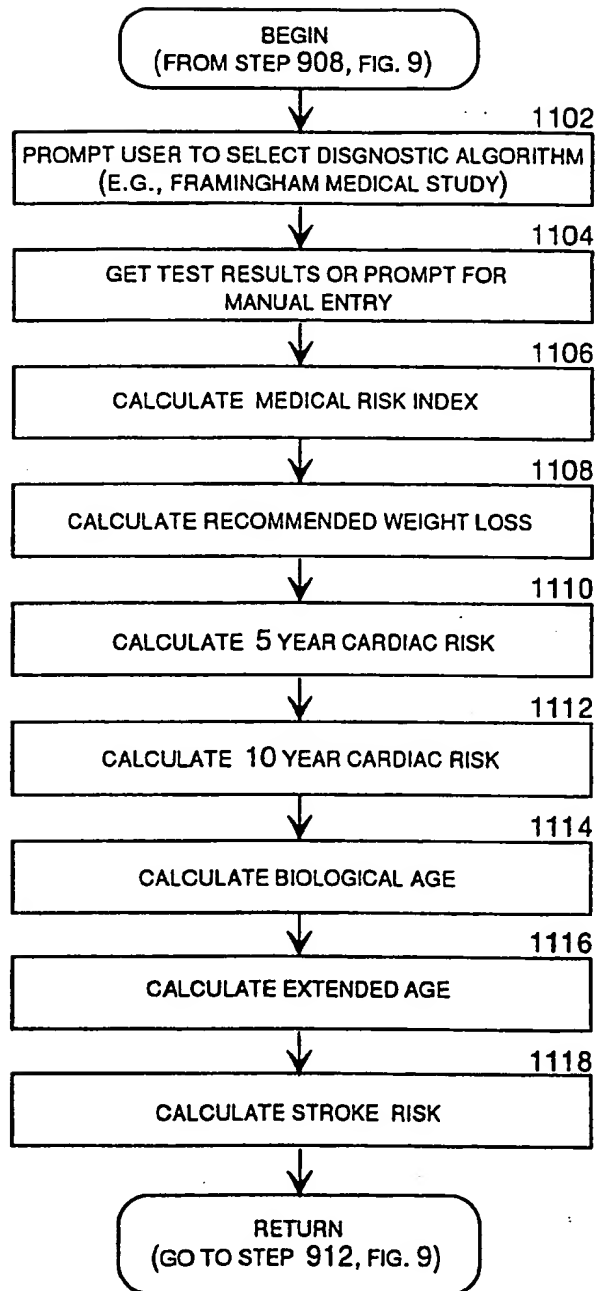 BEGIN
(FROM STEP 908, FIG. 9)
1102
PROMPT USER TO SELECT DISGNOSTIC ALGORITHM
(E.G., FRAMINGHAM MEDICAL STUDY)
1104
GET TEST RESULTS OR PROMPT FOR
MANUAL ENTRY
1106
CALCULATE MEDICAL RISK INDEX
1108
CALCULATE RECOMMENDED WEIGHT LOSS
1110
CALCULATE 5 YEAR CARDIAC RISK
1112
CALCULATE 10 YEAR CARDIAC RISK
1114
CALCULATE BIOLOGICAL AGE
1116
CALCULATE EXTENDED AGE
1118
CALCULATE STROKE RISK
RETURN
(GO TO STEP 912, FIG. 9)